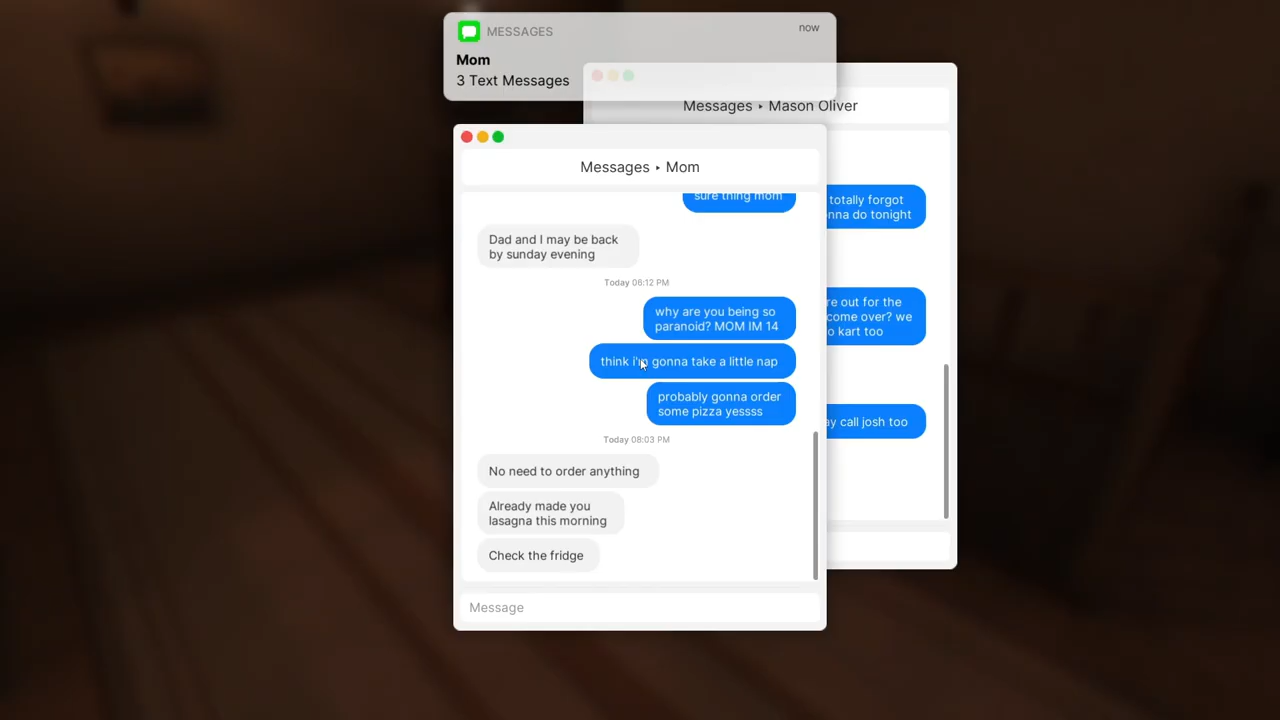 MESSAGES
now
Mom
3 Text Messages
Messages ‣ Mason Oliver
Messages ‣ Mom
sure thing mom
Dad and I may be back
by sunday evening
Today 06:12 PM
why are you being so
paranoid? MOM IM 14
think i'm gonna take a little nap
probably gonna order
some pizza yessss
Today 08:03 PM
No need to order anything
Already made you
lasagna this morning
Check the fridge
Message
totally forgot
do tonight
out for the
come over? we
kart too
call josh too